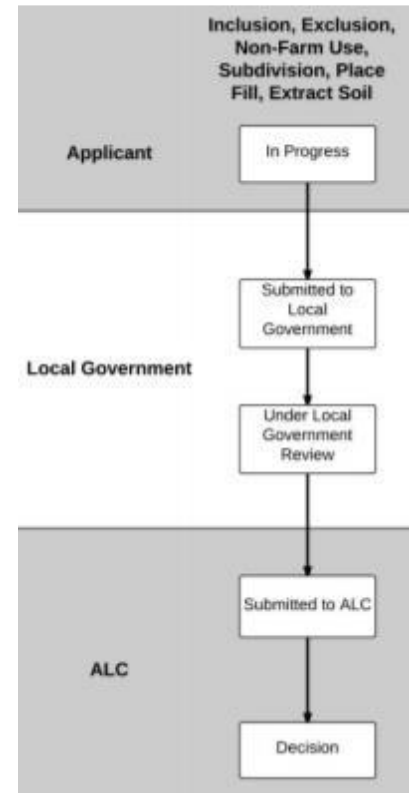 Inclusion, Exclusion,
Non-Farm Use,
Subdivision, Place
Fill, Extract Soil
Applicant
In Progress
Submitted to
Local
Government
Local Government
Under Local
Government
Review
Submitted to ALC
ALC
Decision